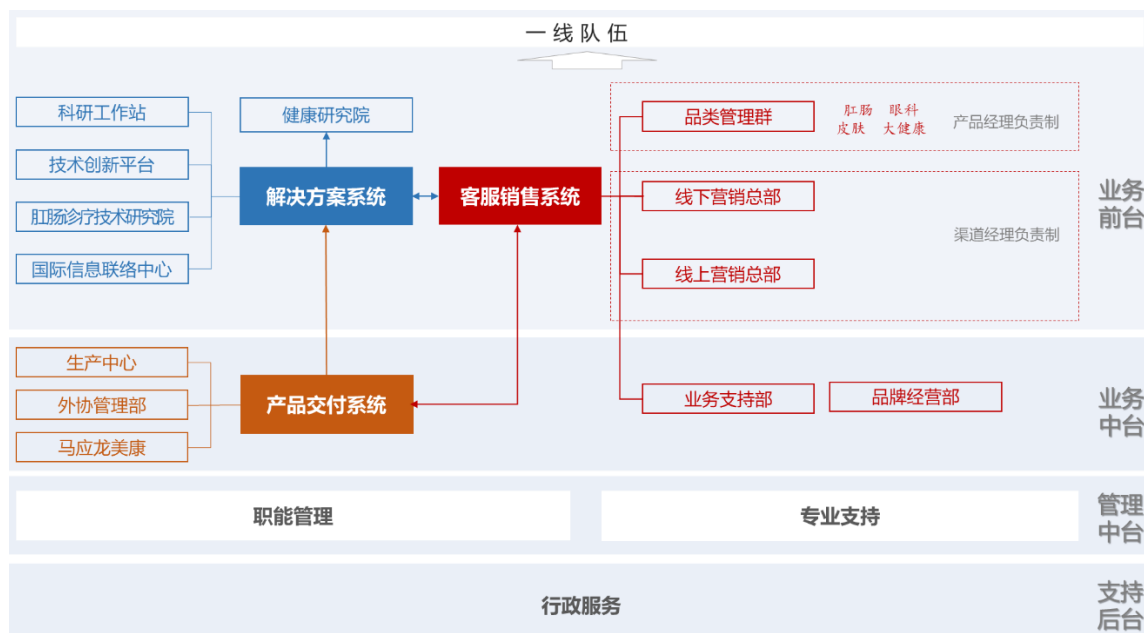 一线队伍
科研工作站
技术创新平台
肛肠诊疗技术研究院
国际信息联络中心
健康研究院
解决方案系统
客服销售系统
品类管理群
肛肠 眼科
皮肤 大健康
产品经理负责制
线下营销总部
渠道经理负责制
线上营销总部
业务
前台
生产中心
外协管理部
马应龙美康
产品交付系统
业务支持部
品牌经营部
业务
中台
职能管理
专业支持
管理
中台
行政服务
支持
后台